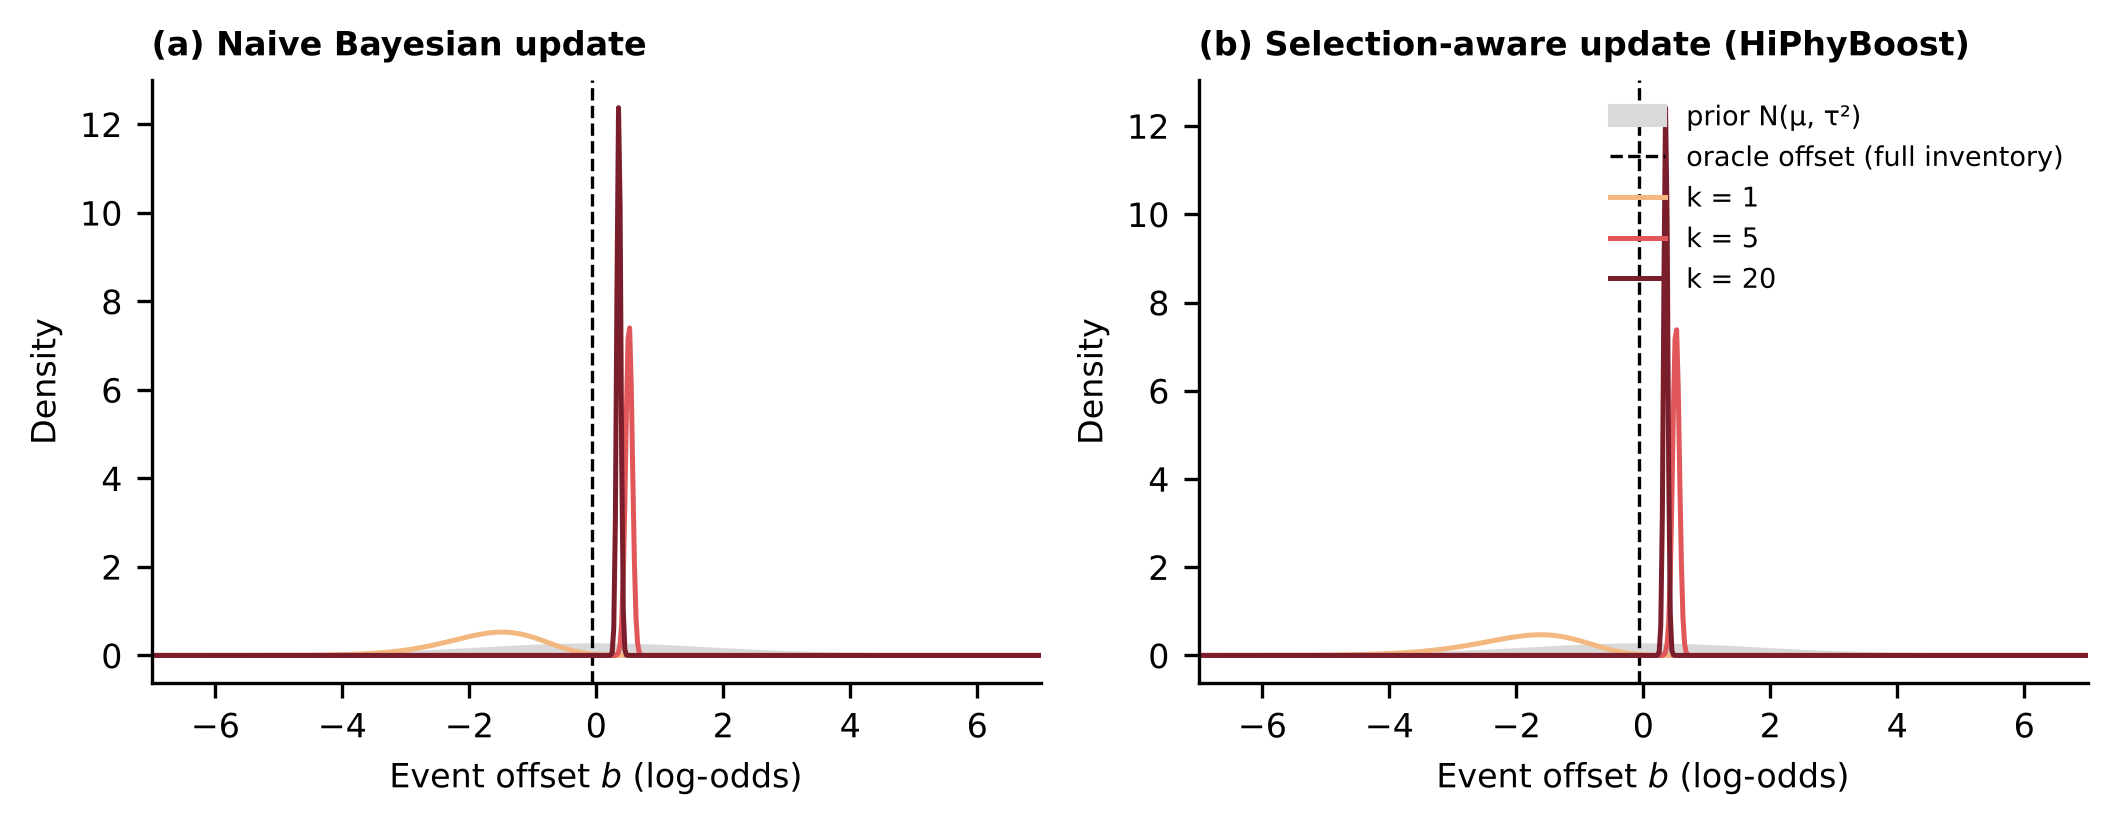 (a) Naive Bayesian update
12
10
8
6
4
2
0
Density
−6
−4
−2
0
2
4
6
Event offset b (log-odds)
(b) Selection-aware update (HiPhyBoost)
prior N(μ, τ²)
oracle offset (full inventory)
k = 1
k = 5
k = 20
12
10
8
6
4
2
0
Density
−6
−4
−2
0
2
4
6
Event offset b (log-odds)